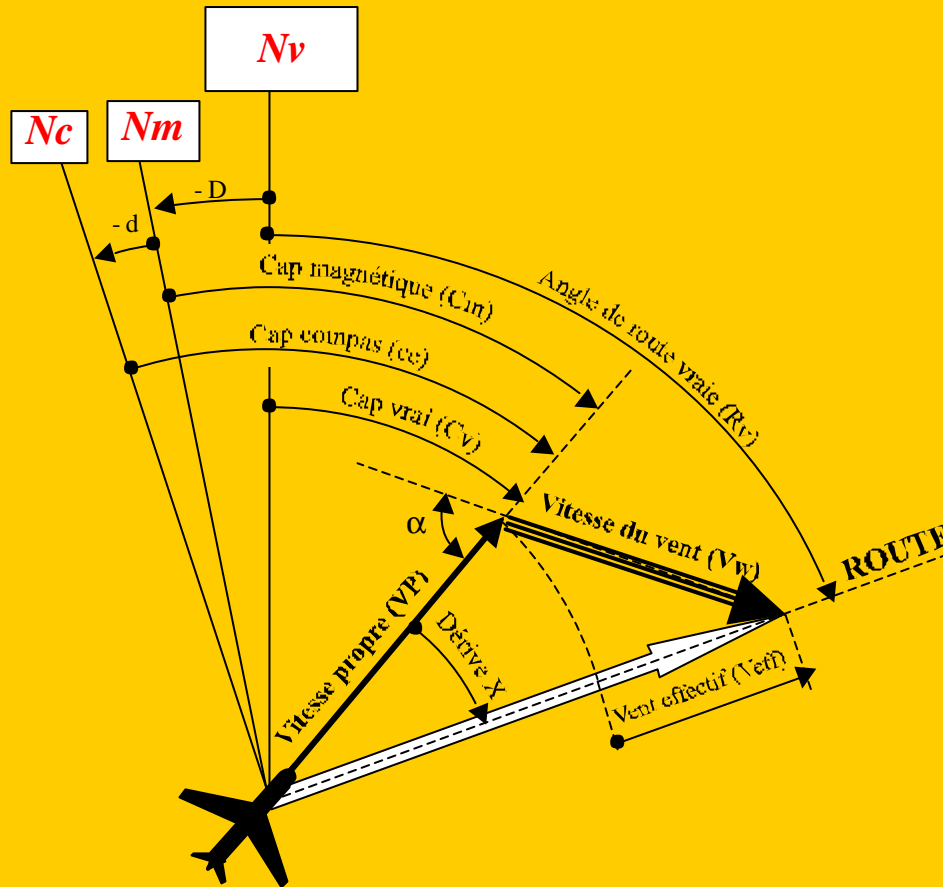 Nv
Nc
Nm
- D
- d
Cap magnétique (Cm)
Angle de route vraie (Rv)
Cap compas (cc)
Cap vrai (Cv)
α
Vitesse du vent (Vw)
ROUTE
Vitesse propre (VP)
Dérive X
Vent effectif (Veff)